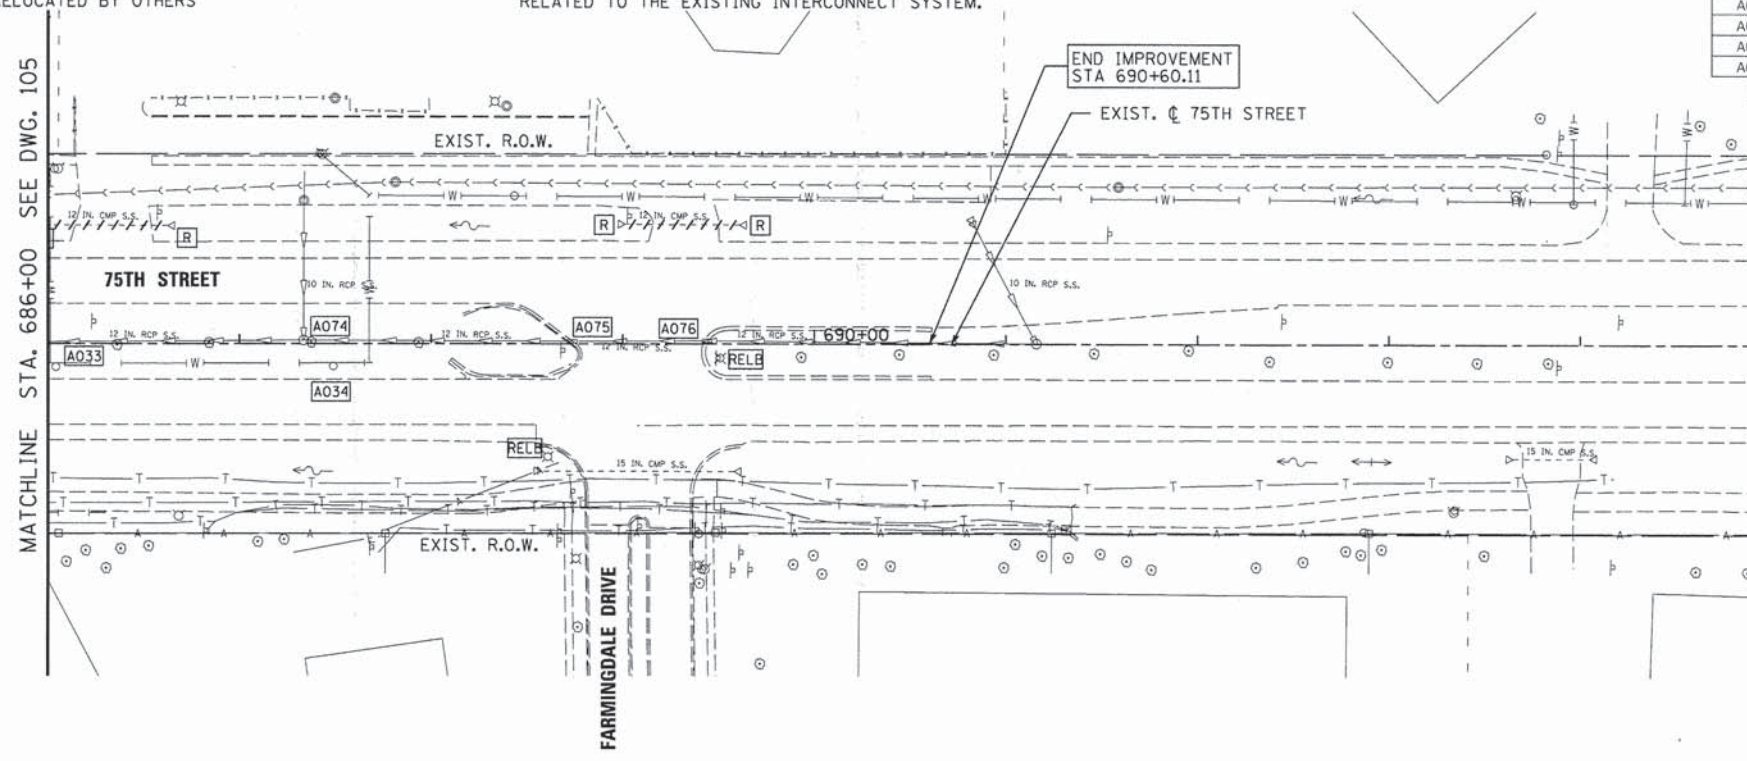 RELOCATED BY OTHERS
RELATED TO THE EXISTING INTERCONNECT SYSTEM.
END IMPROVEMENT
STA 690+60.11
EXIST. ℄ 75TH STREET
EXIST. R.O.W.
MATCHLINE STA. 686+00 SEE DWG. 105
W W W W W W W W
12 IN. CMP S.S.
R
R
12 IN. CMP S.S.
R
75TH STREET
10 IN. RCP S.S.
10 IN. RCP S.S.
12 IN. RCP S.S.
A074
12 IN. RCP S.S.
A075
12 IN. RCP S.S.
A076
12 IN. RCP S.S.
690+00
A033
W
RELB
A034
RELB
15 IN. CMP S.S.
15 IN. CMP S.S.
T T T T T T T T T T
EXIST. R.O.W.
FARMINGDALE DRIVE